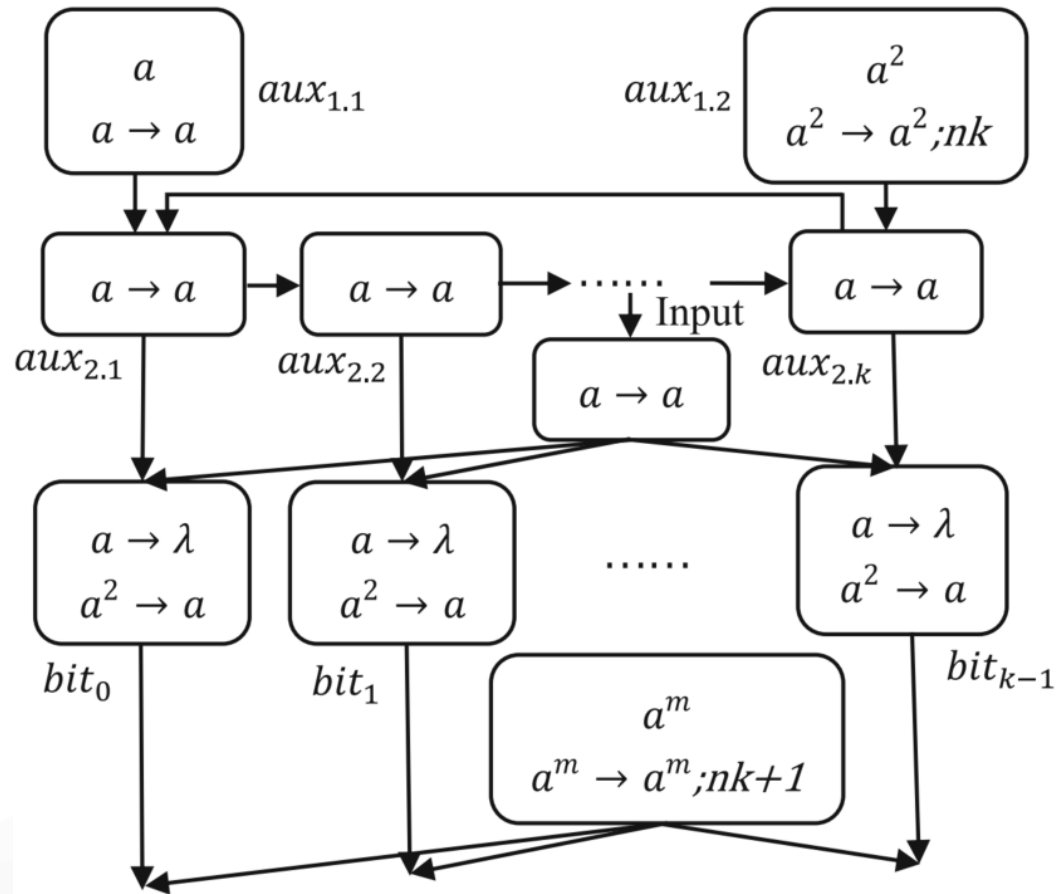 a
a → a
aux₁.₁
aux₁.₂
a²
a² → a²;nk
a → a
a → a
......
a → a
Input
aux₂.₁
aux₂.₂
aux₂.ₖ
a → a
a → λ
a² → a
a → λ
a² → a
......
a → λ
a² → a
bit₀
bit₁
bitₖ₋₁
aᵐ
aᵐ → aᵐ;nk+1